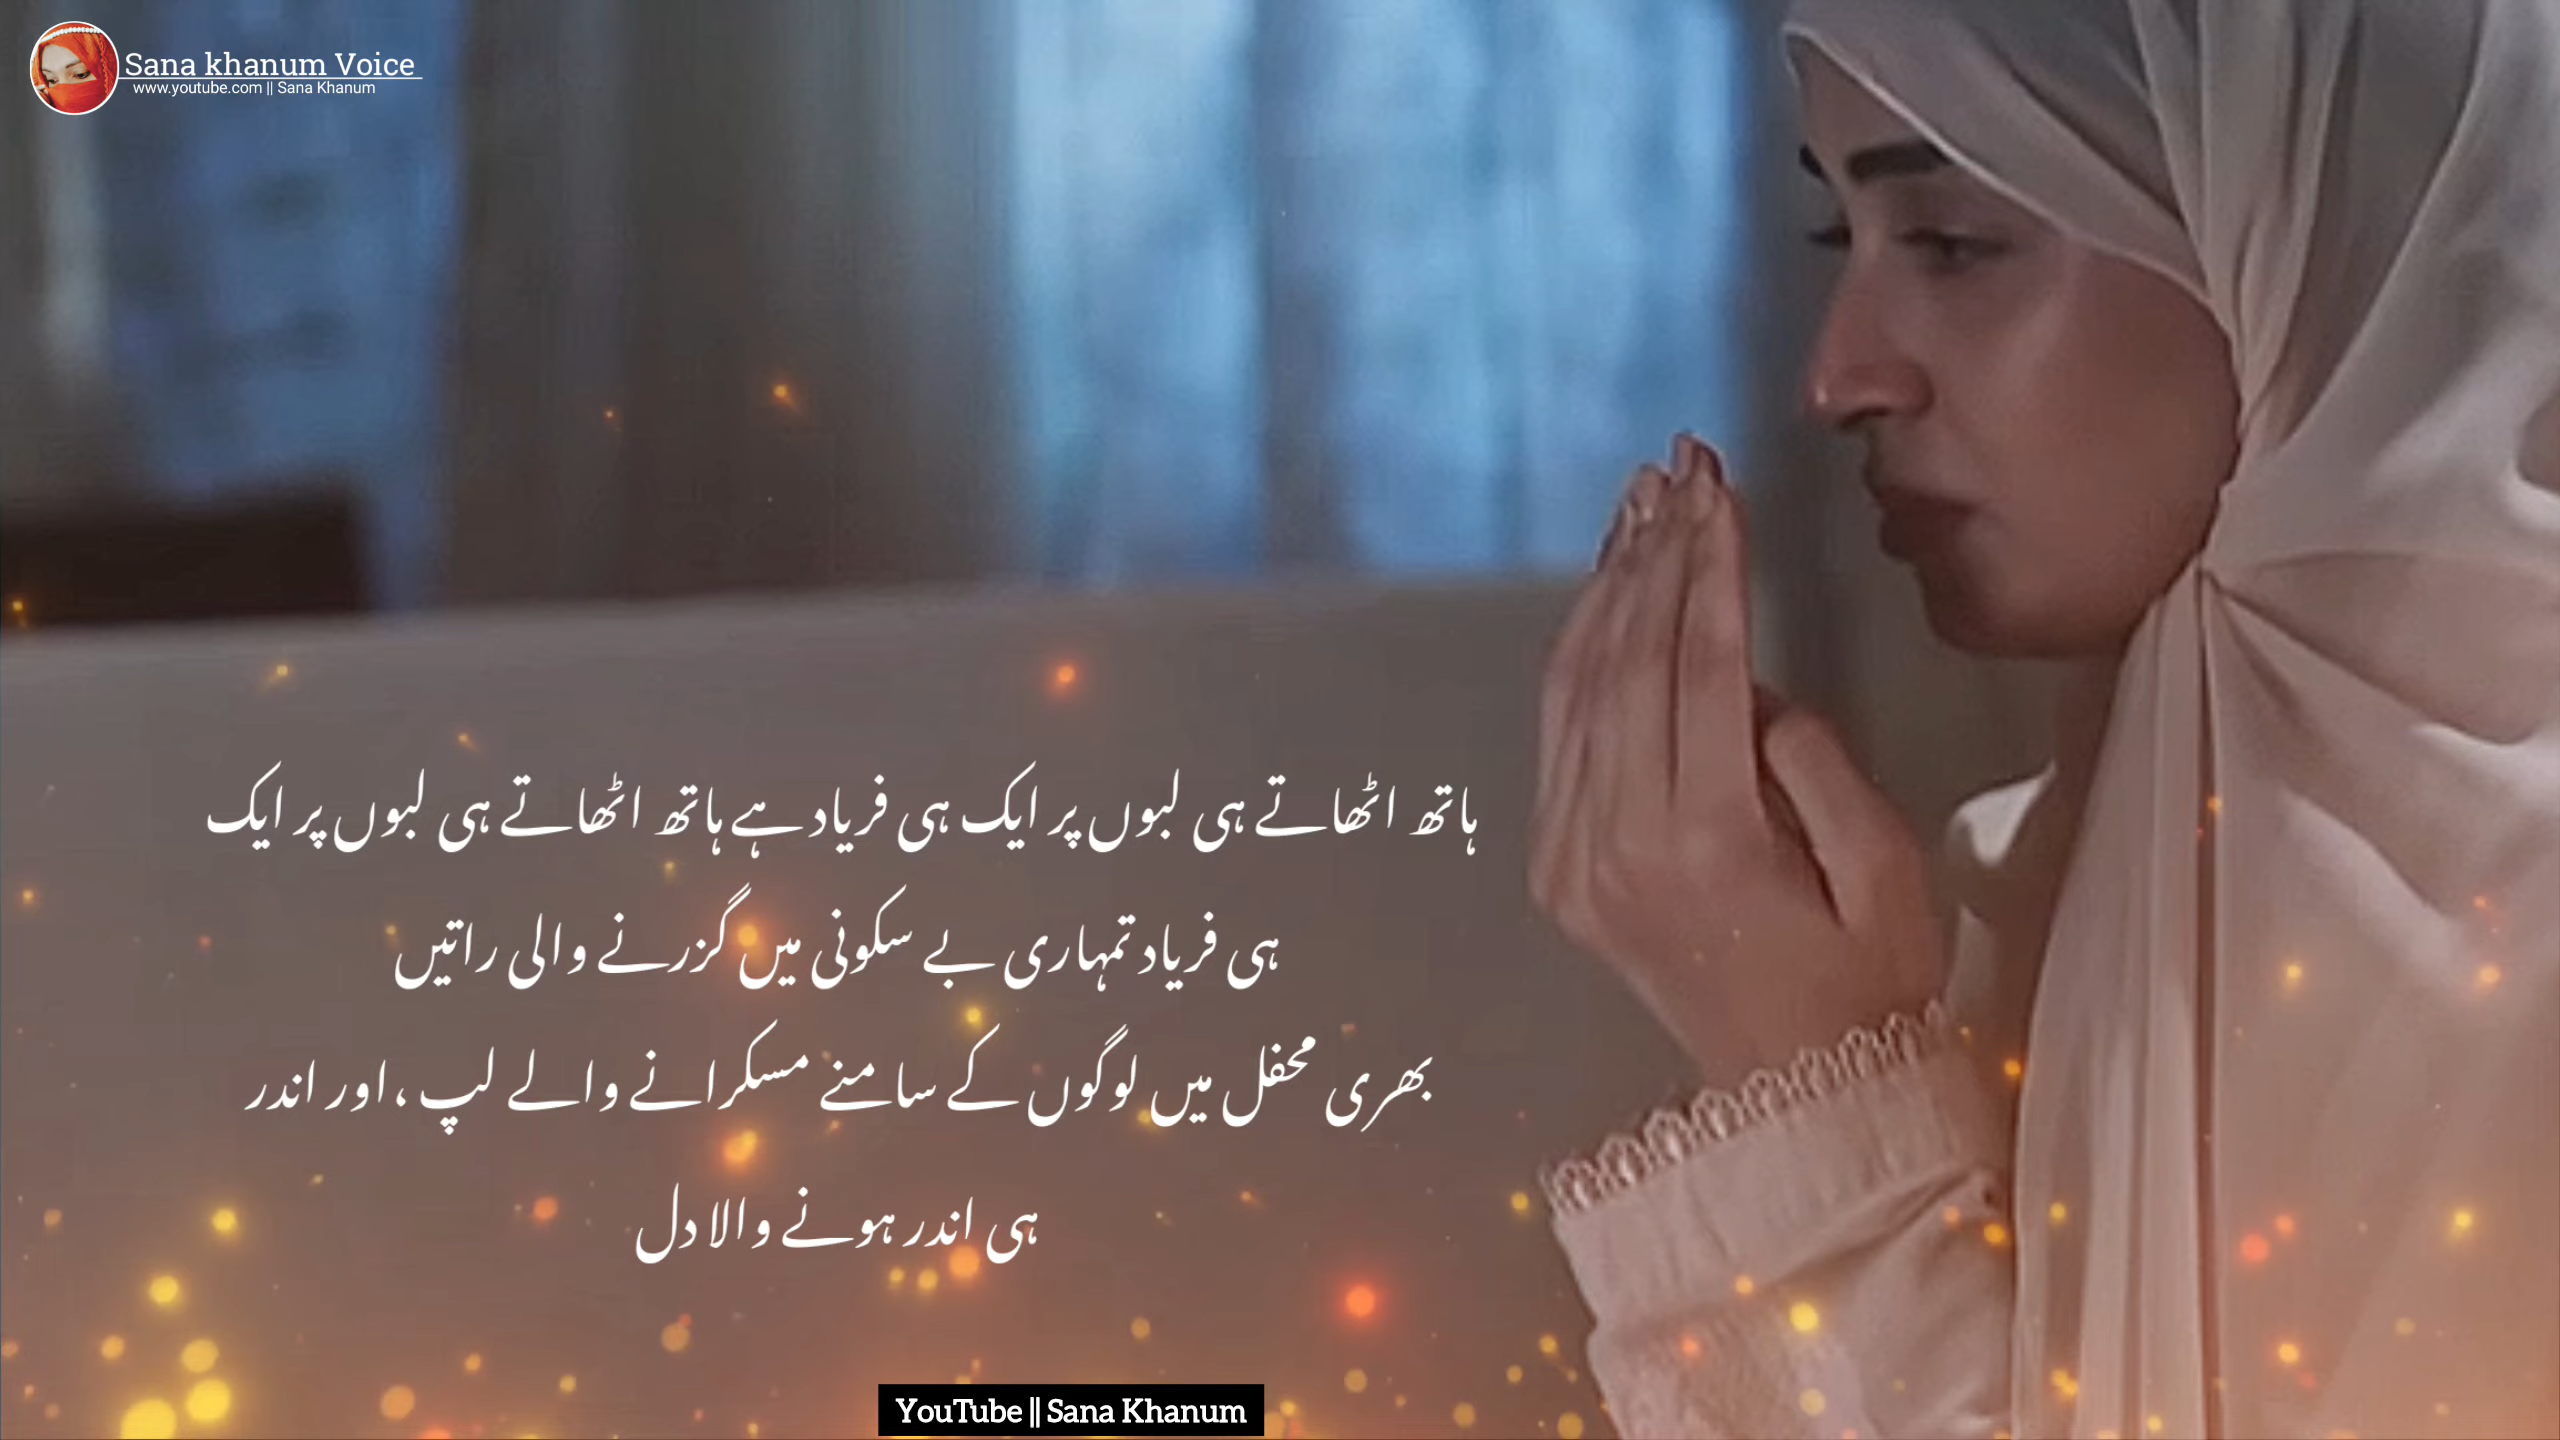 Sana khanum Voice
www.youtube.com || Sana Khanum
ہاتھ اٹھاتے ہی لبوں پر ایک ہی فریاد ہے ہاتھ اٹھاتے ہی لبوں پر ایک
ہی فریاد تمہاری بے سکونی میں گزرنے والی راتیں
بھری محفل میں لوگوں کے سامنے مسکرانے والے لپ ، اور اندر
ہی اندر ہونے والا دل
YouTube || Sana Khanum